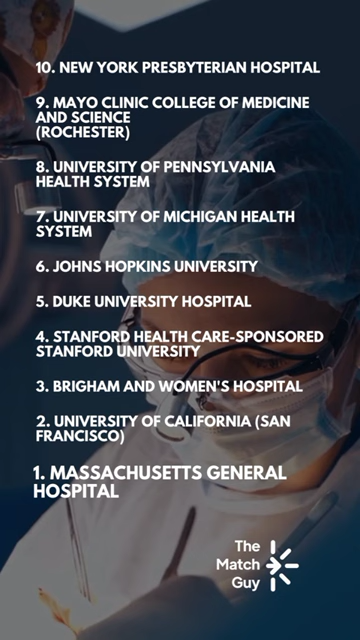 10. NEW YORK PRESBYTERIAN HOSPITAL
9. MAYO CLINIC COLLEGE OF MEDICINE
AND SCIENCE
(ROCHESTER)
8. UNIVERSITY OF PENNSYLVANIA
HEALTH SYSTEM
7. UNIVERSITY OF MICHIGAN HEALTH
SYSTEM
6. JOHNS HOPKINS UNIVERSITY
5. DUKE UNIVERSITY HOSPITAL
4. STANFORD HEALTH CARE-SPONSORED
STANFORD UNIVERSITY
3. BRIGHAM AND WOMEN'S HOSPITAL
2. UNIVERSITY OF CALIFORNIA (SAN
FRANCISCO)
1. MASSACHUSETTS GENERAL
HOSPITAL
The
Match
Guy